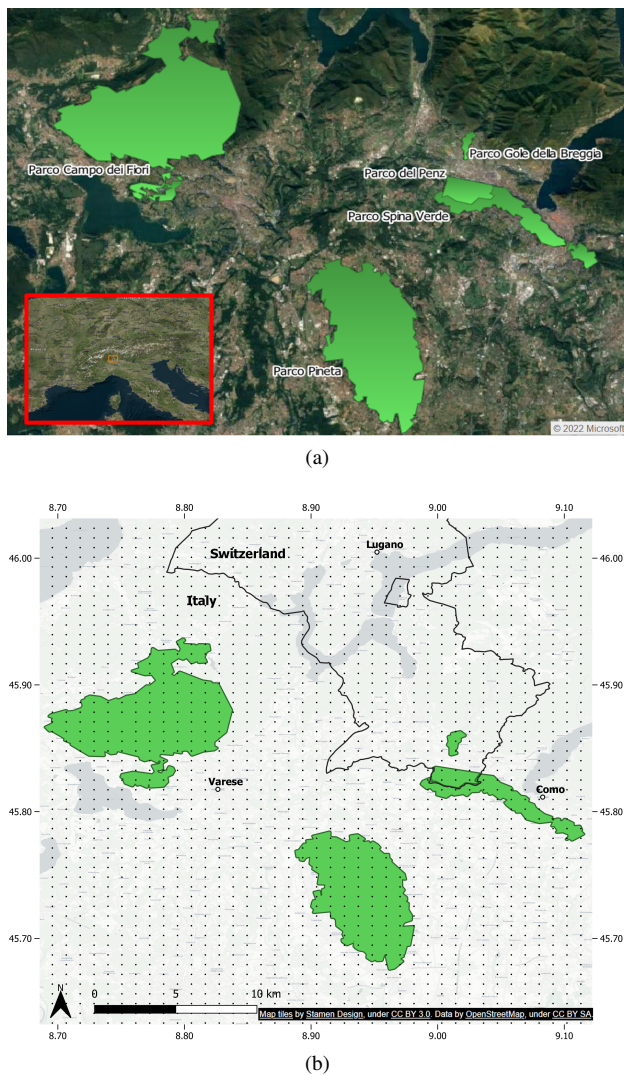 Parco Campo dei Fiori
Parco Gole della Breggia
Parco del Penz
Parco Spina Verde
Parco Pineta
© 2022 Microsoft
(a)
8.70 8.80 8.90 9.00 9.10
46.00 46.00
Lugano
Switzerland
Italy
45.90 45.90
Varese
Como
45.80 45.80
45.70 45.70
N
0 5 10 km
Map tiles by Stamen Design, under CC BY 3.0. Data by OpenStreetMap, under CC BY SA.
8.70 8.80 8.90 9.00 9.10
(b)